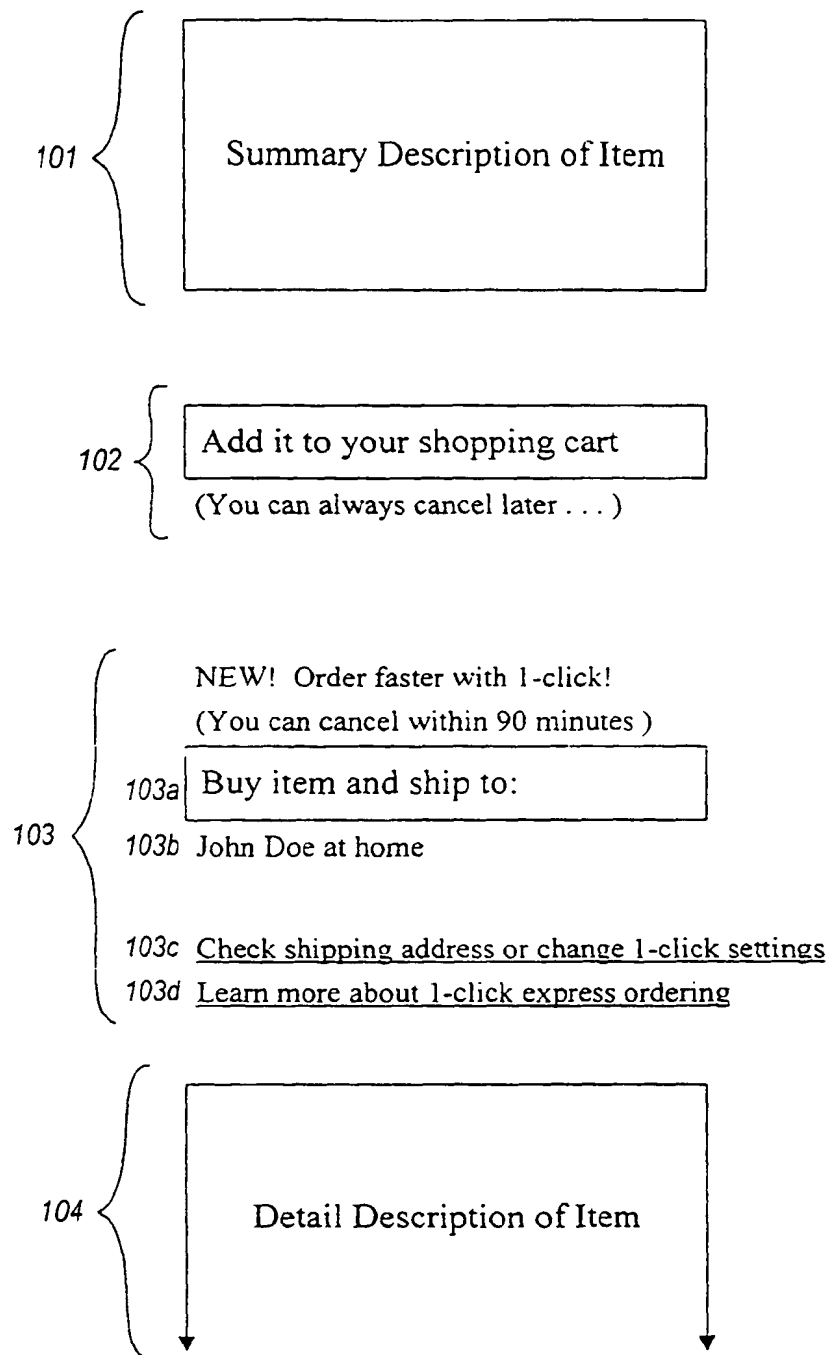 101
Summary Description of Item
102
Add it to your shopping cart
(You can always cancel later . . . )
103
NEW! Order faster with 1-click!
(You can cancel within 90 minutes )
103a Buy item and ship to:
103b John Doe at home
103c Check shipping address or change 1-click settings
103d Learn more about 1-click express ordering
104
Detail Description of Item